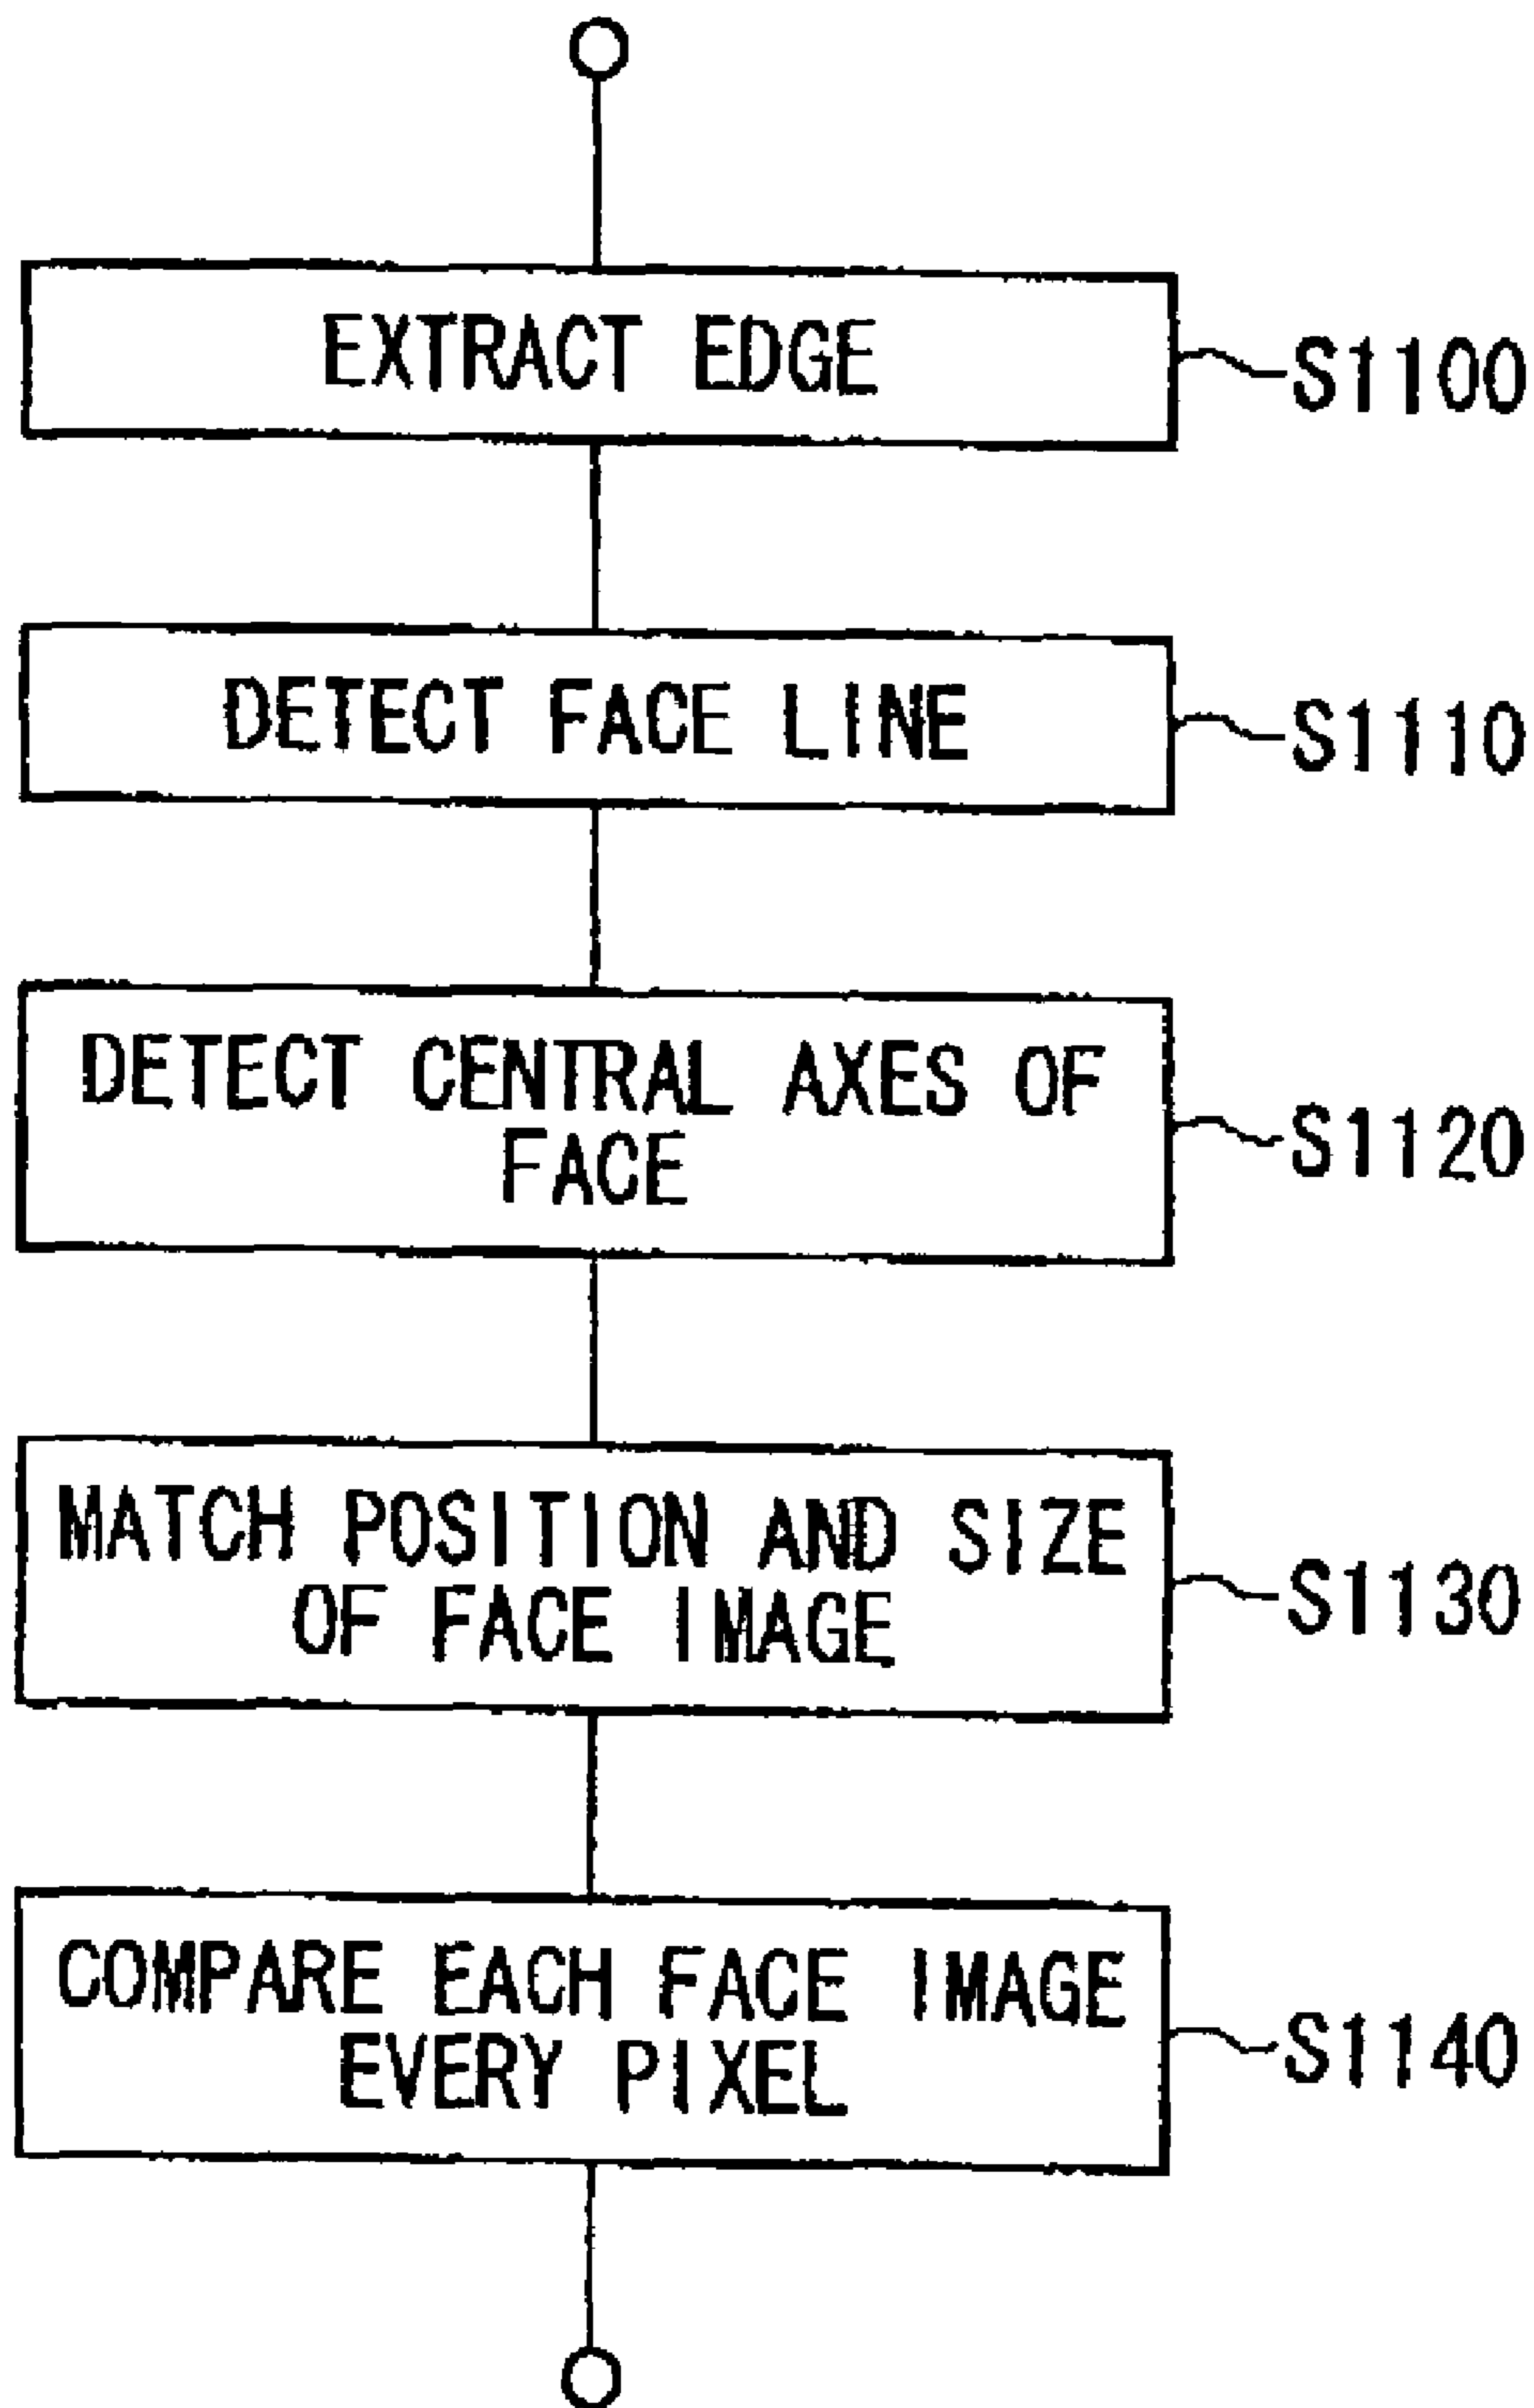 EXTRACT EDGE
S1100
DETECT FACE LINE
S1110
DETECT CENTRAL AXES OF
FACE
S1120
MATCH POSITION AND SIZE
OF FACE IMAGE
S1130
COMPARE EACH FACE IMAGE
EVERY PIXEL
S1140